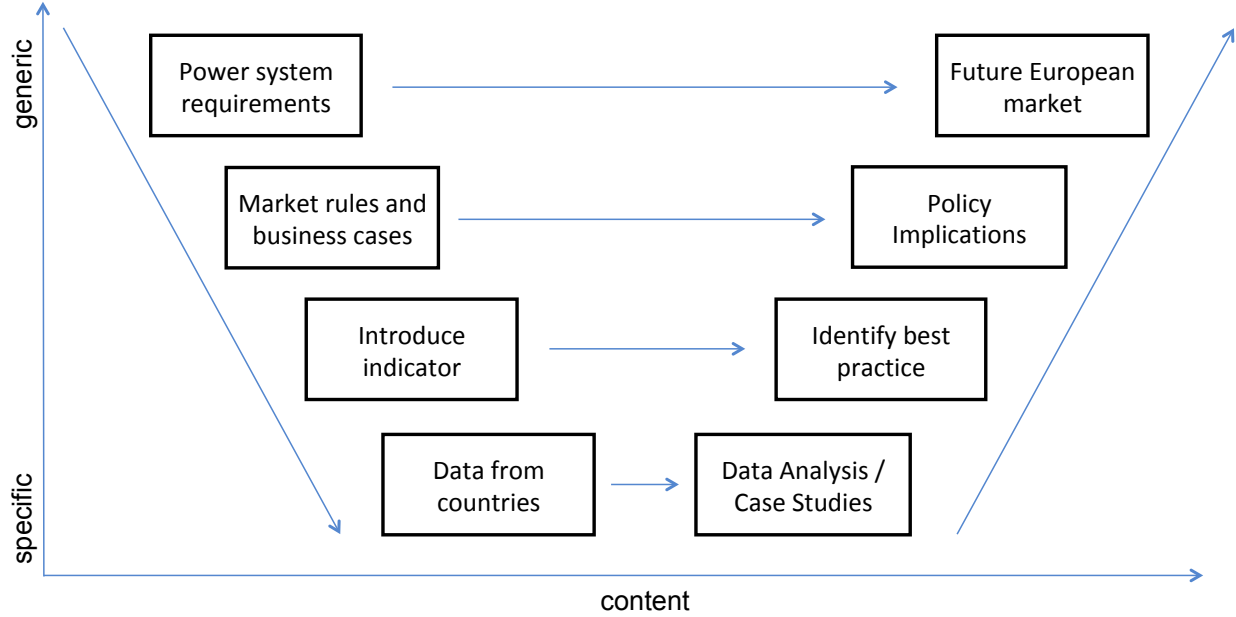 generic
Power system
requirements
Future European
market
Market rules and
business cases
Policy
Implications
Introduce
indicator
Identify best
practice
specific
Data from
countries
Data Analysis /
Case Studies
content